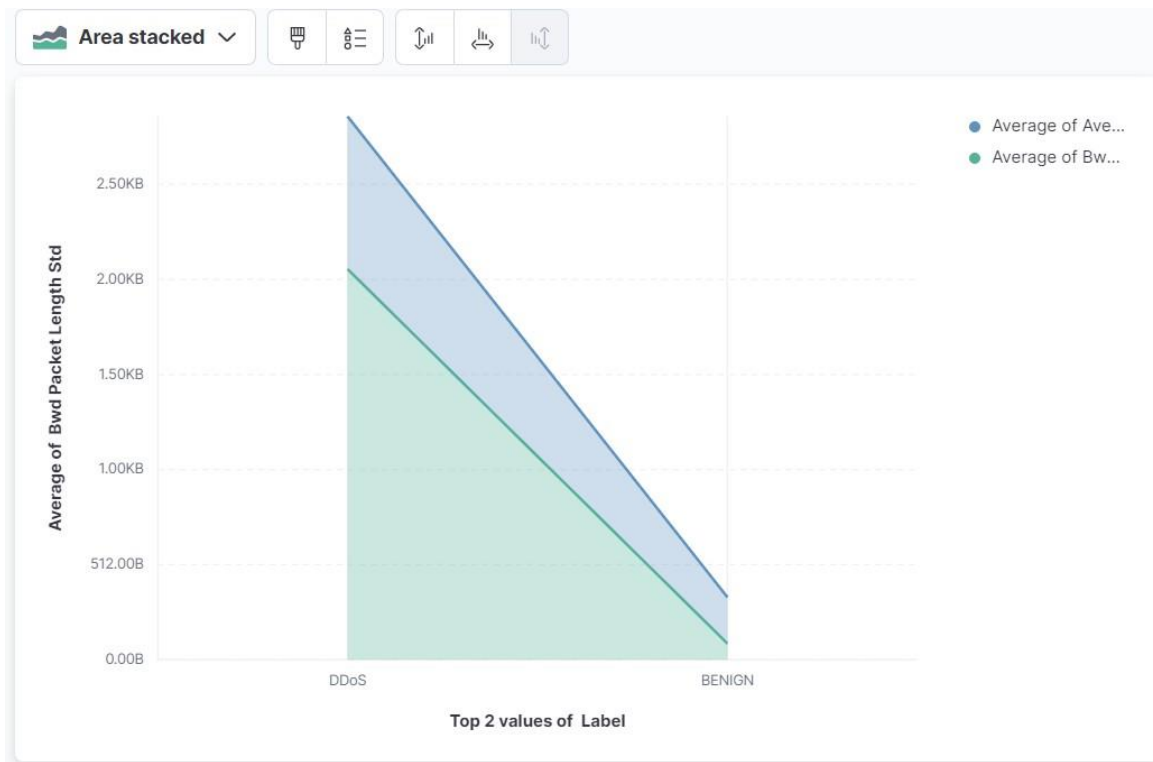 Area stacked
Average of Ave...
Average of Bw...
2.50KB
2.00KB
1.50KB
1.00KB
512.00B
0.00B
Average of Bwd Packet Length Std
DDoS
BENIGN
Top 2 values of Label